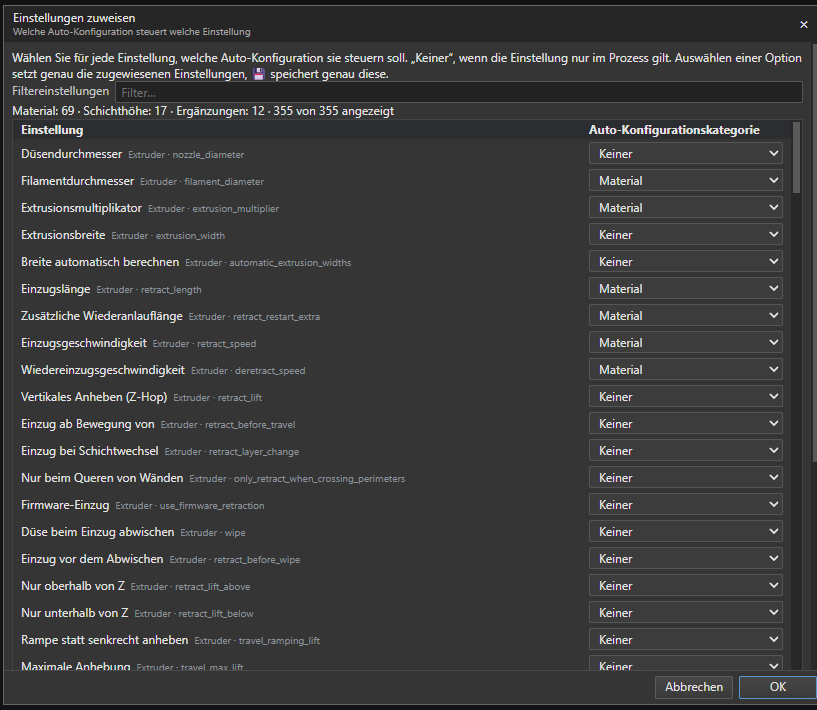 Einstellungen zuweisen
Welche Auto-Konfiguration steuert welche Einstellung
Wählen Sie für jede Einstellung, welche Auto-Konfiguration sie steuern soll. „Keiner“, wenn die Einstellung nur im Prozess gilt. Auswählen einer Option
setzt genau die zugewiesenen Einstellungen, 💾 speichert genau diese.
Filtereinstellungen Filter...
Material: 69 · Schichthöhe: 17 · Ergänzungen: 12 · 355 von 355 angezeigt
Einstellung Auto-Konfigurationskategorie
Düsendurchmesser Extruder · nozzle_diameter Keiner
Filamentdurchmesser Extruder · filament_diameter Material
Extrusionsmultiplikator Extruder · extrusion_multiplier Material
Extrusionsbreite Extruder · extrusion_width Keiner
Breite automatisch berechnen Extruder · automatic_extrusion_widths Keiner
Einzugslänge Extruder · retract_length Material
Zusätzliche Wiederanlauflänge Extruder · retract_restart_extra Material
Einzugsgeschwindigkeit Extruder · retract_speed Material
Wiedereinzugsgeschwindigkeit Extruder · deretract_speed Material
Vertikales Anheben (Z-Hop) Extruder · retract_lift Keiner
Einzug ab Bewegung von Extruder · retract_before_travel Keiner
Einzug bei Schichtwechsel Extruder · retract_layer_change Keiner
Nur beim Queren von Wänden Extruder · only_retract_when_crossing_perimeters Keiner
Firmware-Einzug Extruder · use_firmware_retraction Keiner
Düse beim Einzug abwischen Extruder · wipe Keiner
Einzug vor dem Abwischen Extruder · retract_before_wipe Keiner
Nur oberhalb von Z Extruder · retract_lift_above Keiner
Nur unterhalb von Z Extruder · retract_lift_below Keiner
Rampe statt senkrecht anheben Extruder · travel_ramping_lift Keiner
Maximale Anhebung Extruder · travel_max_lift Keiner
Abbrechen OK